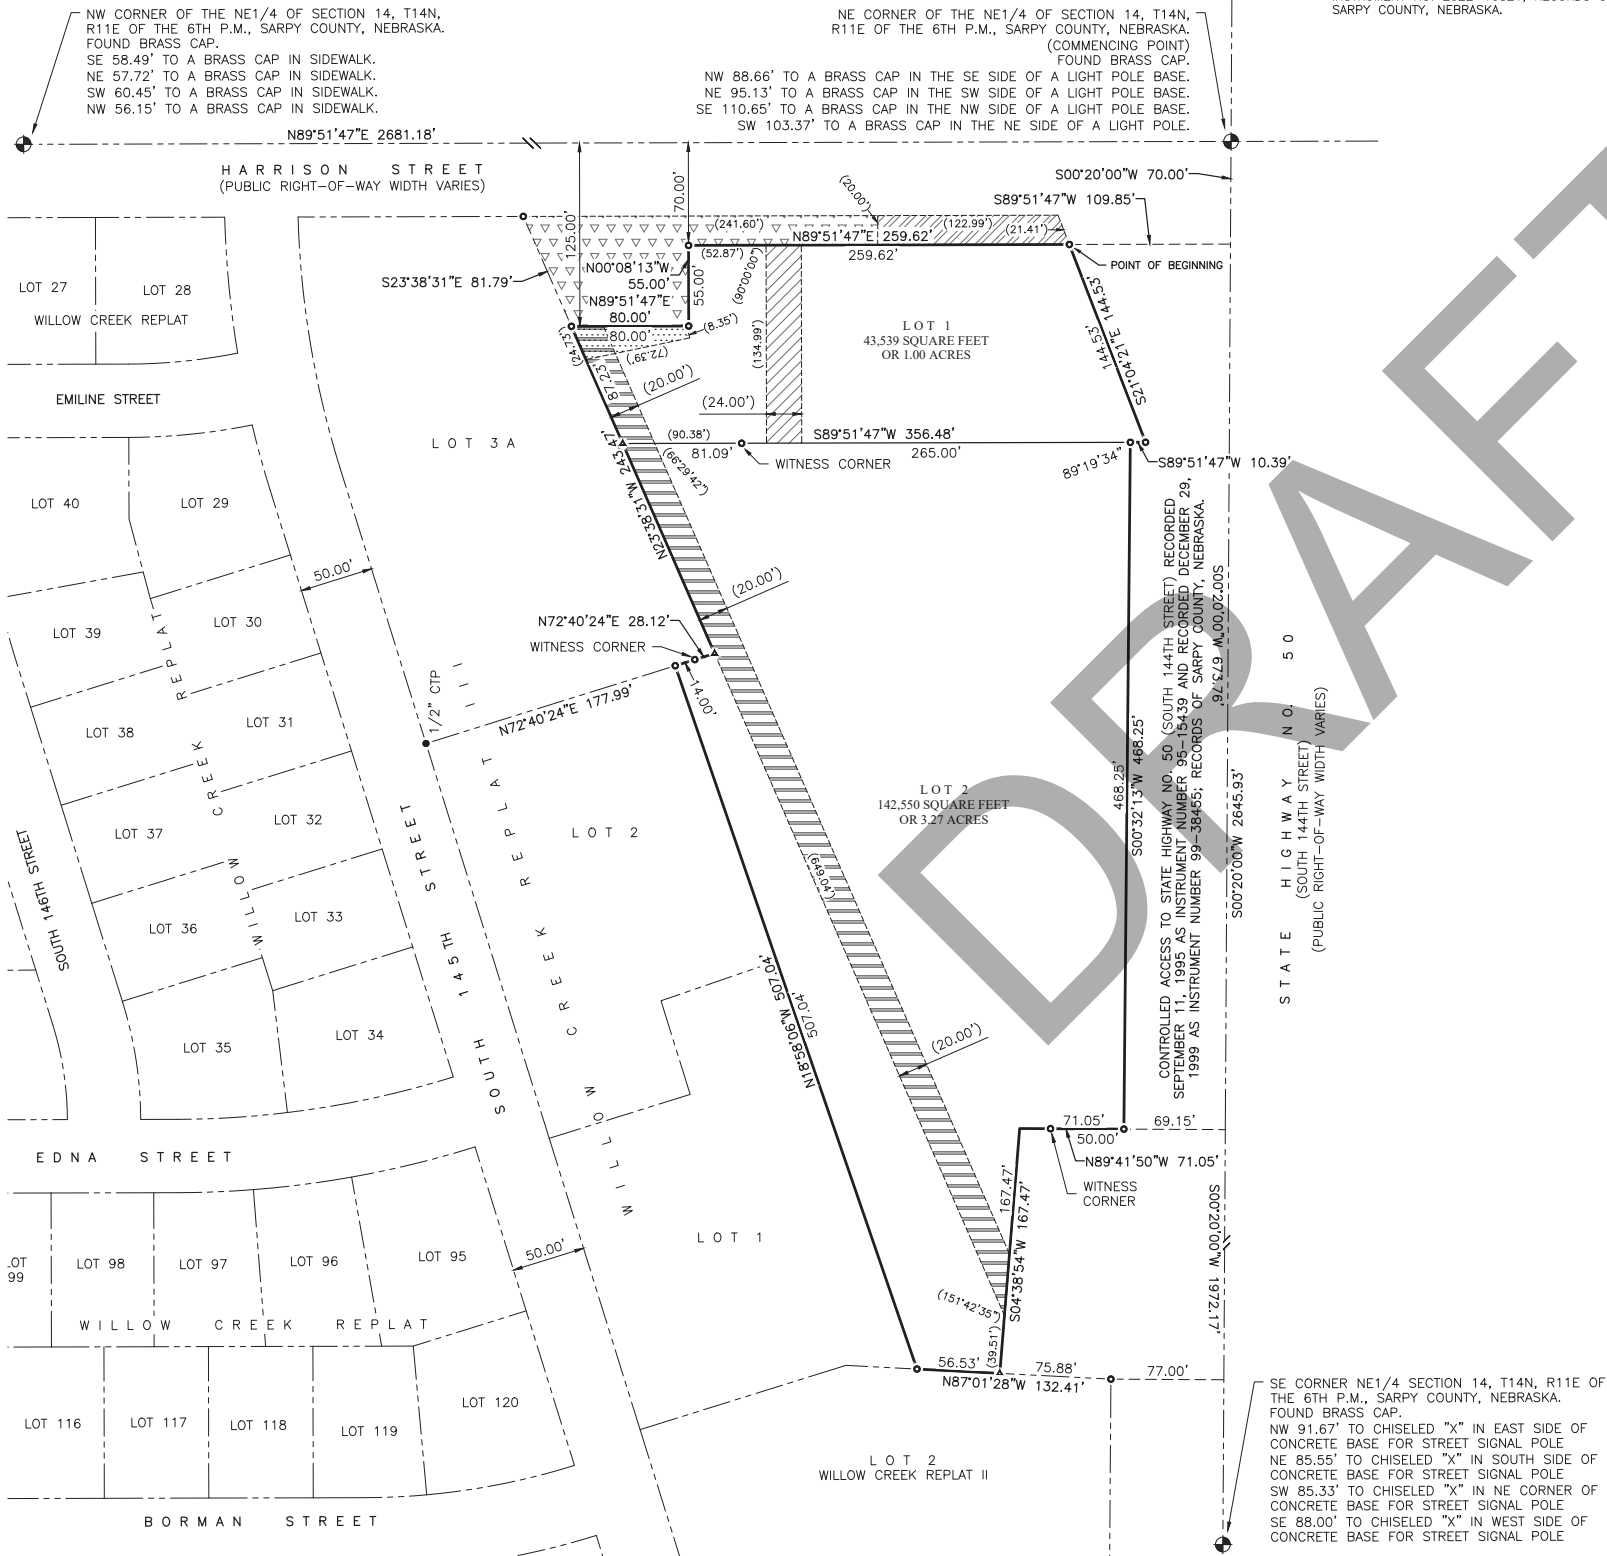 NW CORNER OF THE NE1/4 OF SECTION 14, T14N,
R11E OF THE 6TH P.M., SARPY COUNTY, NEBRASKA.
FOUND BRASS CAP.
SE 58.49' TO A BRASS CAP IN SIDEWALK.
NE 57.72' TO A BRASS CAP IN SIDEWALK.
SW 60.45' TO A BRASS CAP IN SIDEWALK.
NW 56.15' TO A BRASS CAP IN SIDEWALK.
NE CORNER OF THE NE1/4 OF SECTION 14, T14N,
R11E OF THE 6TH P.M., SARPY COUNTY, NEBRASKA.
(COMMENCING POINT)
FOUND BRASS CAP.
NW 88.66' TO A BRASS CAP IN THE SE SIDE OF A LIGHT POLE BASE.
NE 95.13' TO A BRASS CAP IN THE SW SIDE OF A LIGHT POLE BASE.
SE 110.65' TO A BRASS CAP IN THE NW SIDE OF A LIGHT POLE BASE.
SW 103.37' TO A BRASS CAP IN THE NE SIDE OF A LIGHT POLE.
SARPY COUNTY, NEBRASKA.
N89°51'47"E 2681.18'
HARRISON STREET
(PUBLIC RIGHT-OF-WAY WIDTH VARIES)
S00°20'00"W 70.00'
S89°51'47"W 109.85'
125.00'
70.00'
(20.00')
(241.60')
(122.99')
(21.41')
N89°51'47"E 259.62'
(52.87')
259.62'
POINT OF BEGINNING
S23°38'31"E 81.79'
N00°08'13"W
55.00'
55.00'
(90°00'00")
N89°51'47"E
80.00'
80.00'
(8.35')
(24.73')
(72.39')
(134.99')
87.23'
(20.00')
(24.00')
LOT 1
43,539 SQUARE FEET
OR 1.00 ACRES
144.53'
S21°04'21"E 144.53'
LOT 27
LOT 28
WILLOW CREEK REPLAT
EMILINE STREET
LOT 3A
(90.38')
S89°51'47"W 356.48'
81.09'
265.00'
WITNESS CORNER
89°19'34"
S89°51'47"W 10.39'
(66°29'42")
N23°38'31"W 243.47'
LOT 40
LOT 29
50.00'
LOT 39
LOT 30
(20.00')
N72°40'24"E 28.12'
WITNESS CORNER
14.00'
1/2" CTP
III
N72°40'24"E 177.99'
LOT 38
LOT 31
WILLOW CREEK REPLAT
LOT 37
LOT 32
LOT 2
WILLOW CREEK REPLAT
LOT 2
142,550 SQUARE FEET
OR 3.27 ACRES
468.25'
S00°32'13"W 468.25'
CONTROLLED ACCESS TO STATE HIGHWAY NO. 50 (SOUTH 144TH STREET) RECORDED
SEPTEMBER 11, 1995 AS INSTRUMENT NUMBER 95-15439 AND RECORDED DECEMBER 29,
1999 AS INSTRUMENT NUMBER 99-38455; RECORDS OF SARPY COUNTY, NEBRASKA.
S00°20'00"W 673.76'
S00°20'00"W 2645.93'
STATE HIGHWAY NO. 50
(SOUTH 144TH STREET)
(PUBLIC RIGHT-OF-WAY WIDTH VARIES)
DRAFT
SOUTH 146TH STREET
SOUTH 145TH STREET
(649.04')
LOT 36
LOT 33
LOT 35
LOT 34
N18°58'06"W 507.04'
507.04'
(20.00')
71.05'
69.15'
50.00'
N89°41'50"W 71.05'
WITNESS
CORNER
EDNA STREET
167.47'
S04°38'54"W 167.47'
S00°20'00"W 1972.17'
LOT 1
LOT
99
LOT 98
LOT 97
LOT 96
LOT 95
50.00'
WILLOW CREEK REPLAT
(151°42'35")
(39.51')
56.53'
75.88'
77.00'
N87°01'28"W 132.41'
LOT 116
LOT 117
LOT 118
LOT 119
LOT 120
LOT 2
WILLOW CREEK REPLAT II
BORMAN STREET
SE CORNER NE1/4 SECTION 14, T14N, R11E OF
THE 6TH P.M., SARPY COUNTY, NEBRASKA.
FOUND BRASS CAP.
NW 91.67' TO CHISELED "X" IN EAST SIDE OF
CONCRETE BASE FOR STREET SIGNAL POLE
NE 85.55' TO CHISELED "X" IN SOUTH SIDE OF
CONCRETE BASE FOR STREET SIGNAL POLE
SW 85.33' TO CHISELED "X" IN NE CORNER OF
CONCRETE BASE FOR STREET SIGNAL POLE
SE 88.00' TO CHISELED "X" IN WEST SIDE OF
CONCRETE BASE FOR STREET SIGNAL POLE